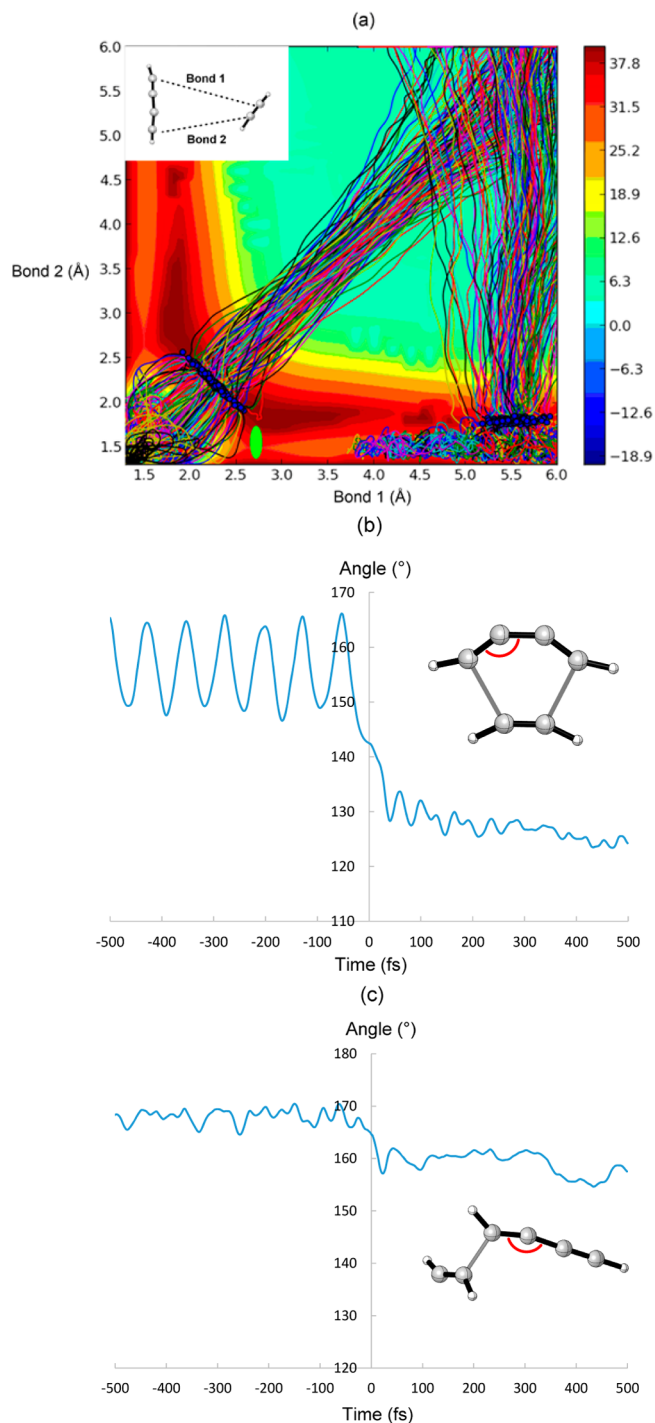 (a)
6.0
5.5
5.0
4.5
4.0
3.5
3.0
2.5
2.0
1.5
Bond 2 (Å)
Bond 1
Bond 2
1.5 2.0 2.5 3.0 3.5 4.0 4.5 5.0 5.5 6.0
Bond 1 (Å)
37.8
31.5
25.2
18.9
12.6
6.3
0.0
−6.3
−12.6
−18.9
(b)
Angle (°)
170
160
150
140
130
120
110
-500 -400 -300 -200 -100 0 100 200 300 400 500
Time (fs)
(c)
Angle (°)
180
170
160
150
140
130
120
-500 -400 -300 -200 -100 0 100 200 300 400 500
Time (fs)